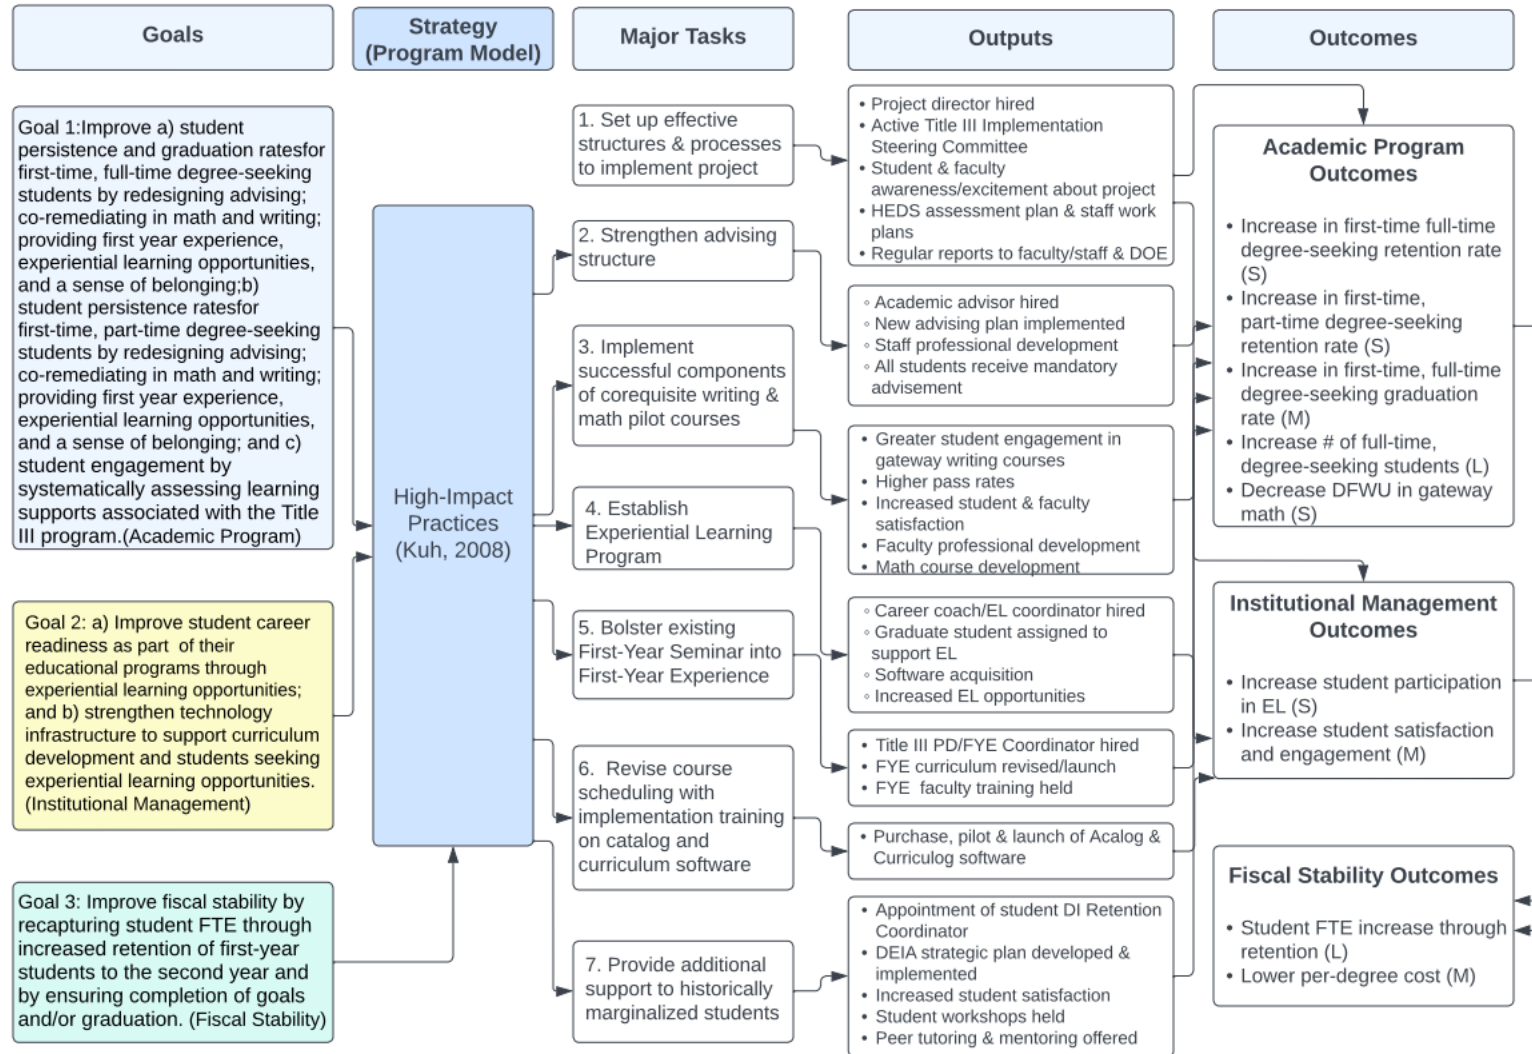 Goals
Strategy
(Program Model)
Major Tasks
Outputs
Outcomes
Goal 1:Improve a) student
persistence and graduation ratesfor
first-time, full-time degree-seeking
students by redesigning advising;
co-remediating in math and writing;
providing first year experience,
experiential learning opportunities,
and a sense of belonging;b)
student persistence ratesfor
first-time, part-time degree-seeking
students by redesigning advising;
co-remediating in math and writing;
providing first year experience,
experiential learning opportunities,
and a sense of belonging; and c)
student engagement by
systematically assessing learning
supports associated with the Title
III program.(Academic Program)
Goal 2: a) Improve student career
readiness as part  of their
educational programs through
experiential learning opportunities;
and b) strengthen technology
infrastructure to support curriculum
development and students seeking
experiential learning opportunities.
(Institutional Management)
Goal 3: Improve fiscal stability by
recapturing student FTE through
increased retention of first-year
students to the second year and
by ensuring completion of goals
and/or graduation. (Fiscal Stability)
High-Impact
Practices
(Kuh, 2008)
1. Set up effective
structures & processes
to implement project
2. Strengthen advising
structure
3. Implement
successful components
of corequisite writing &
math pilot courses
4. Establish
Experiential Learning
Program
5. Bolster existing
First-Year Seminar into
First-Year Experience
6.  Revise course
scheduling with
implementation training
on catalog and
curriculum software
7. Provide additional
support to historically
marginalized students
• Project director hired
• Active Title III Implementation
Steering Committee
• Student & faculty
awareness/excitement about project
• HEDS assessment plan & staff work
plans
• Regular reports to faculty/staff & DOE
◦ Academic advisor hired
◦ New advising plan implemented
◦ Staff professional development
◦ All students receive mandatory
advisement
• Greater student engagement in
gateway writing courses
• Higher pass rates
• Increased student & faculty
satisfaction
• Faculty professional development
• Math course development
◦ Career coach/EL coordinator hired
◦ Graduate student assigned to
support EL
◦ Software acquisition
◦ Increased EL opportunities
• Title III PD/FYE Coordinator hired
• FYE curriculum revised/launch
• FYE  faculty training held
• Purchase, pilot & launch of Acalog &
Curriculog software
• Appointment of student DI Retention
Coordinator
• DEIA strategic plan developed &
implemented
• Increased student satisfaction
• Student workshops held
• Peer tutoring & mentoring offered
Academic Program
Outcomes
• Increase in first-time full-time
degree-seeking retention rate
(S)
• Increase in first-time,
part-time degree-seeking
retention rate (S)
• Increase in first-time, full-time
degree-seeking graduation
rate (M)
• Increase # of full-time,
degree-seeking students (L)
• Decrease DFWU in gateway
math (S)
Institutional Management
Outcomes
• Increase student participation
in EL (S)
• Increase student satisfaction
and engagement (M)
Fiscal Stability Outcomes
• Student FTE increase through
retention (L)
• Lower per-degree cost (M)